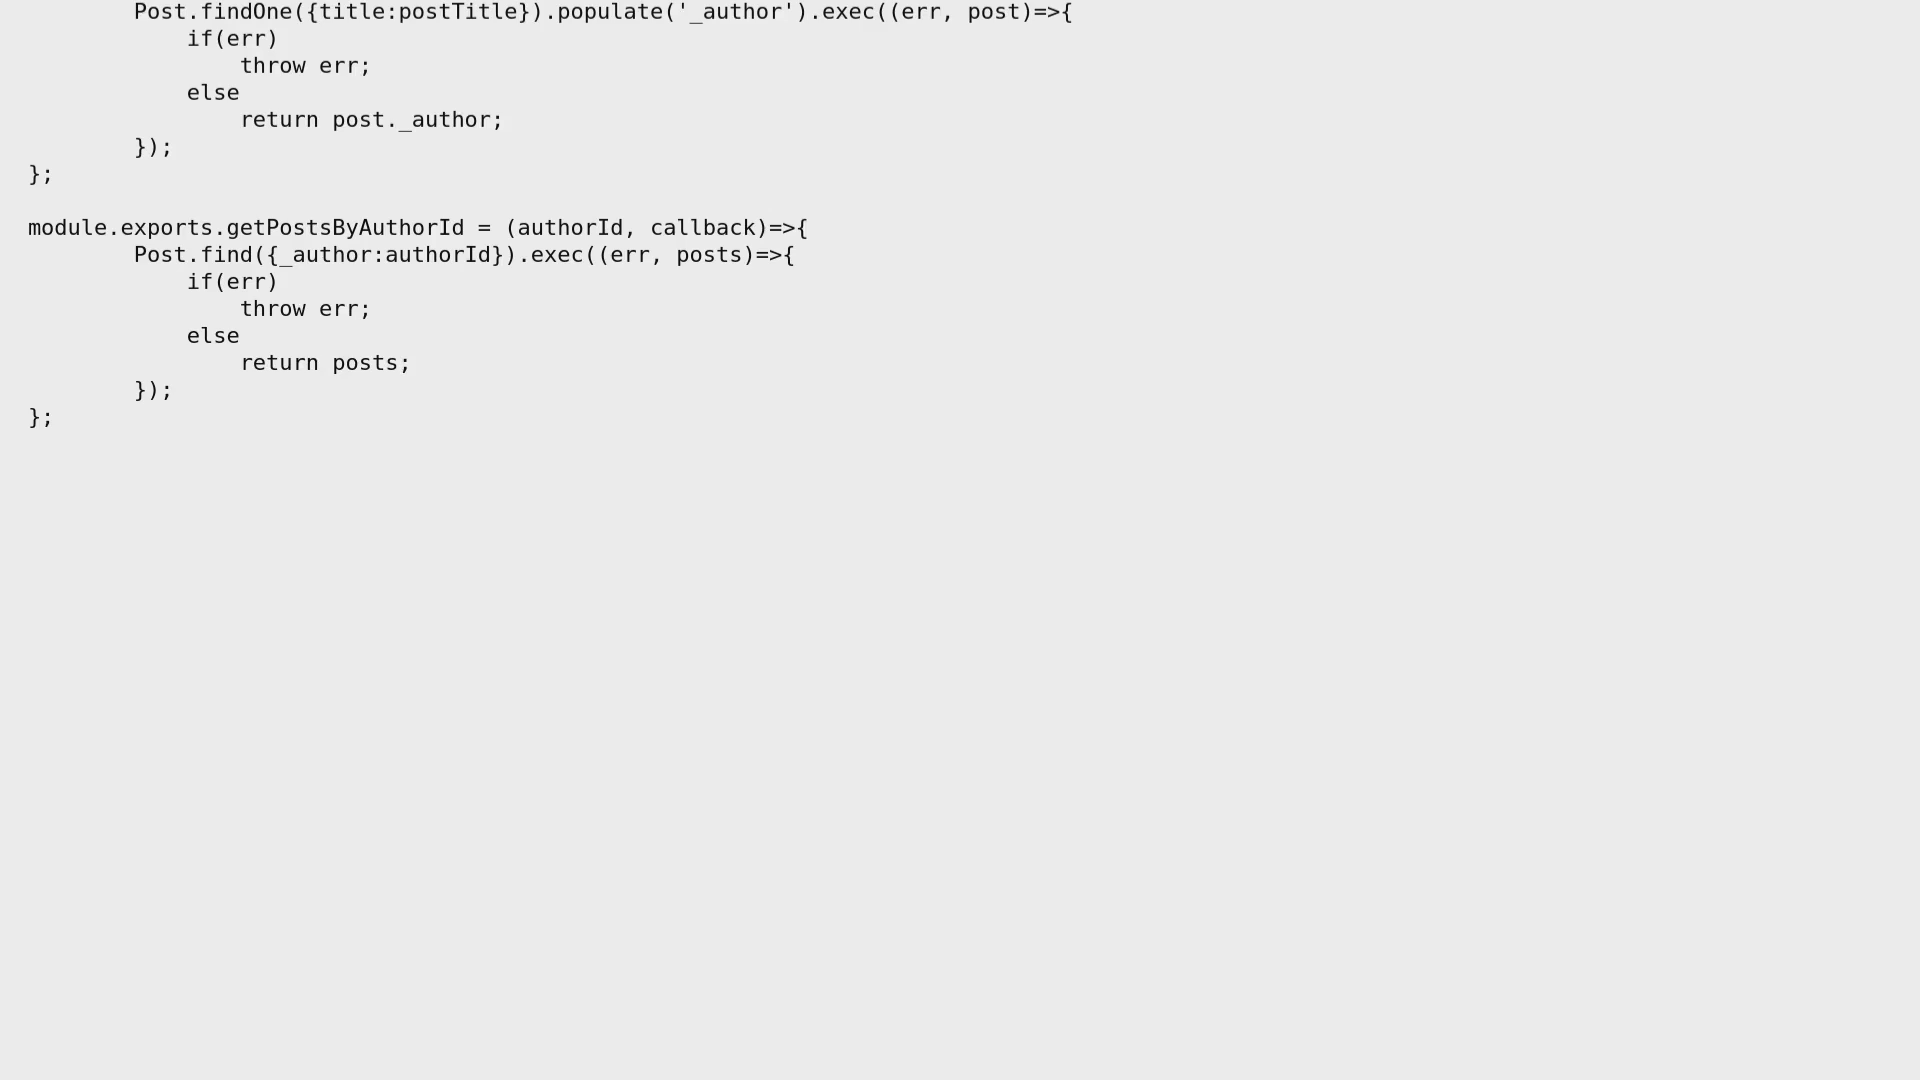 Post.findOne({title:postTitle}).populate('_author').exec((err, post)=>{
            if(err)
                throw err;
            else
                return post._author;
        });
};

module.exports.getPostsByAuthorId = (authorId, callback)=>{
        Post.find({_author:authorId}).exec((err, posts)=>{
            if(err)
                throw err;
            else
                return posts;
        });
};